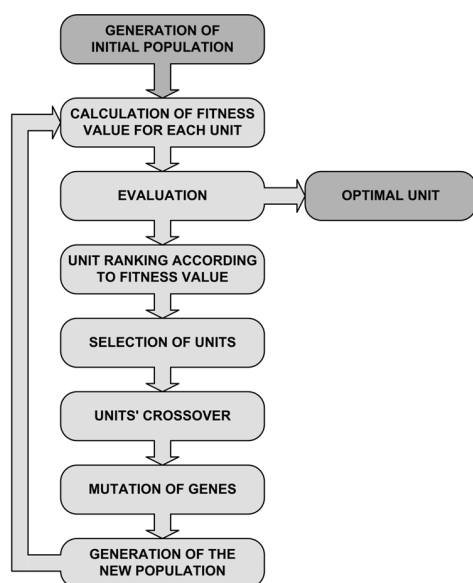 GENERATION OF
INITIAL POPULATION
CALCULATION OF FITNESS
VALUE FOR EACH UNIT
EVALUATION
OPTIMAL UNIT
UNIT RANKING ACCORDING
TO FITNESS VALUE
SELECTION OF UNITS
UNITS' CROSSOVER
MUTATION OF GENES
GENERATION OF THE
NEW POPULATION